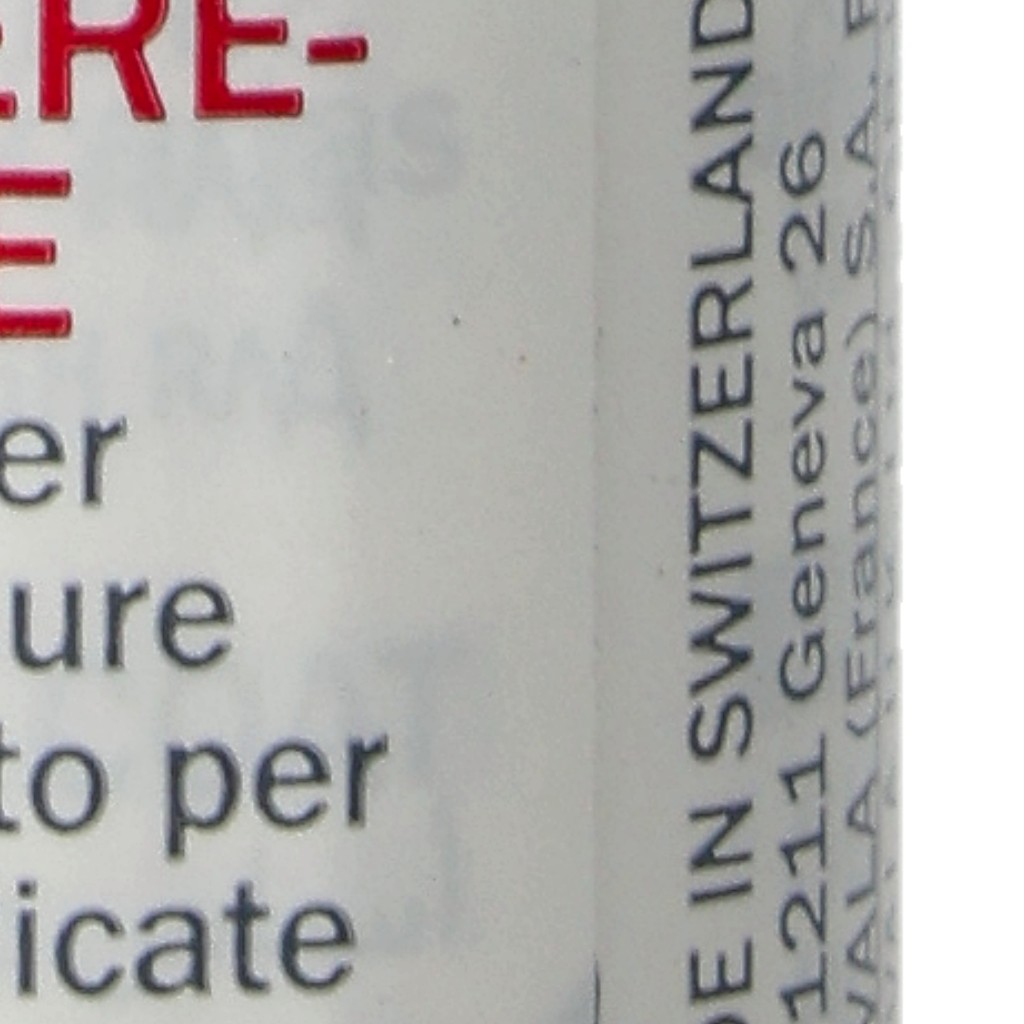 ERE-
E
er
ure
to per
icate
DE IN SWITZERLAND
1211 Geneva 26
VALA (France) S.A.